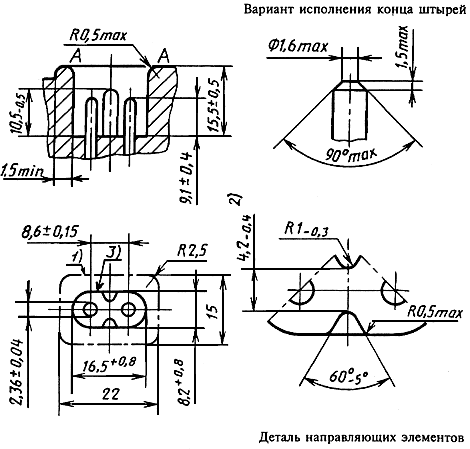 Вариант исполнения конца штырей
R0,5max
A
A
Ф1,6max
1,5max
10,5-0,5
15,5±0,5
1,5min
9,1±0,4
90°max
8,6±0,15
1)
3)
R2,5
2)
4,2-0,4
R1-0,3
15
R0,5max
2,36±0,04
16,5+0,8
8,2+0,8
22
60°-5°
Деталь направляющих элементов